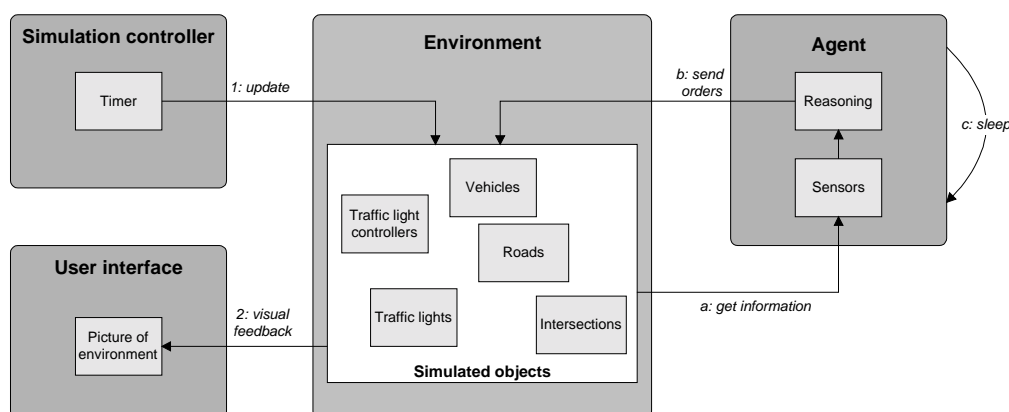 Simulation controller
Timer
1: update
Environment
Agent
b: send
orders
Reasoning
c: sleep
Sensors
Vehicles
Traffic light
controllers
Roads
Traffic lights
Intersections
Simulated objects
a: get information
User interface
2: visual
feedback
Picture of
environment